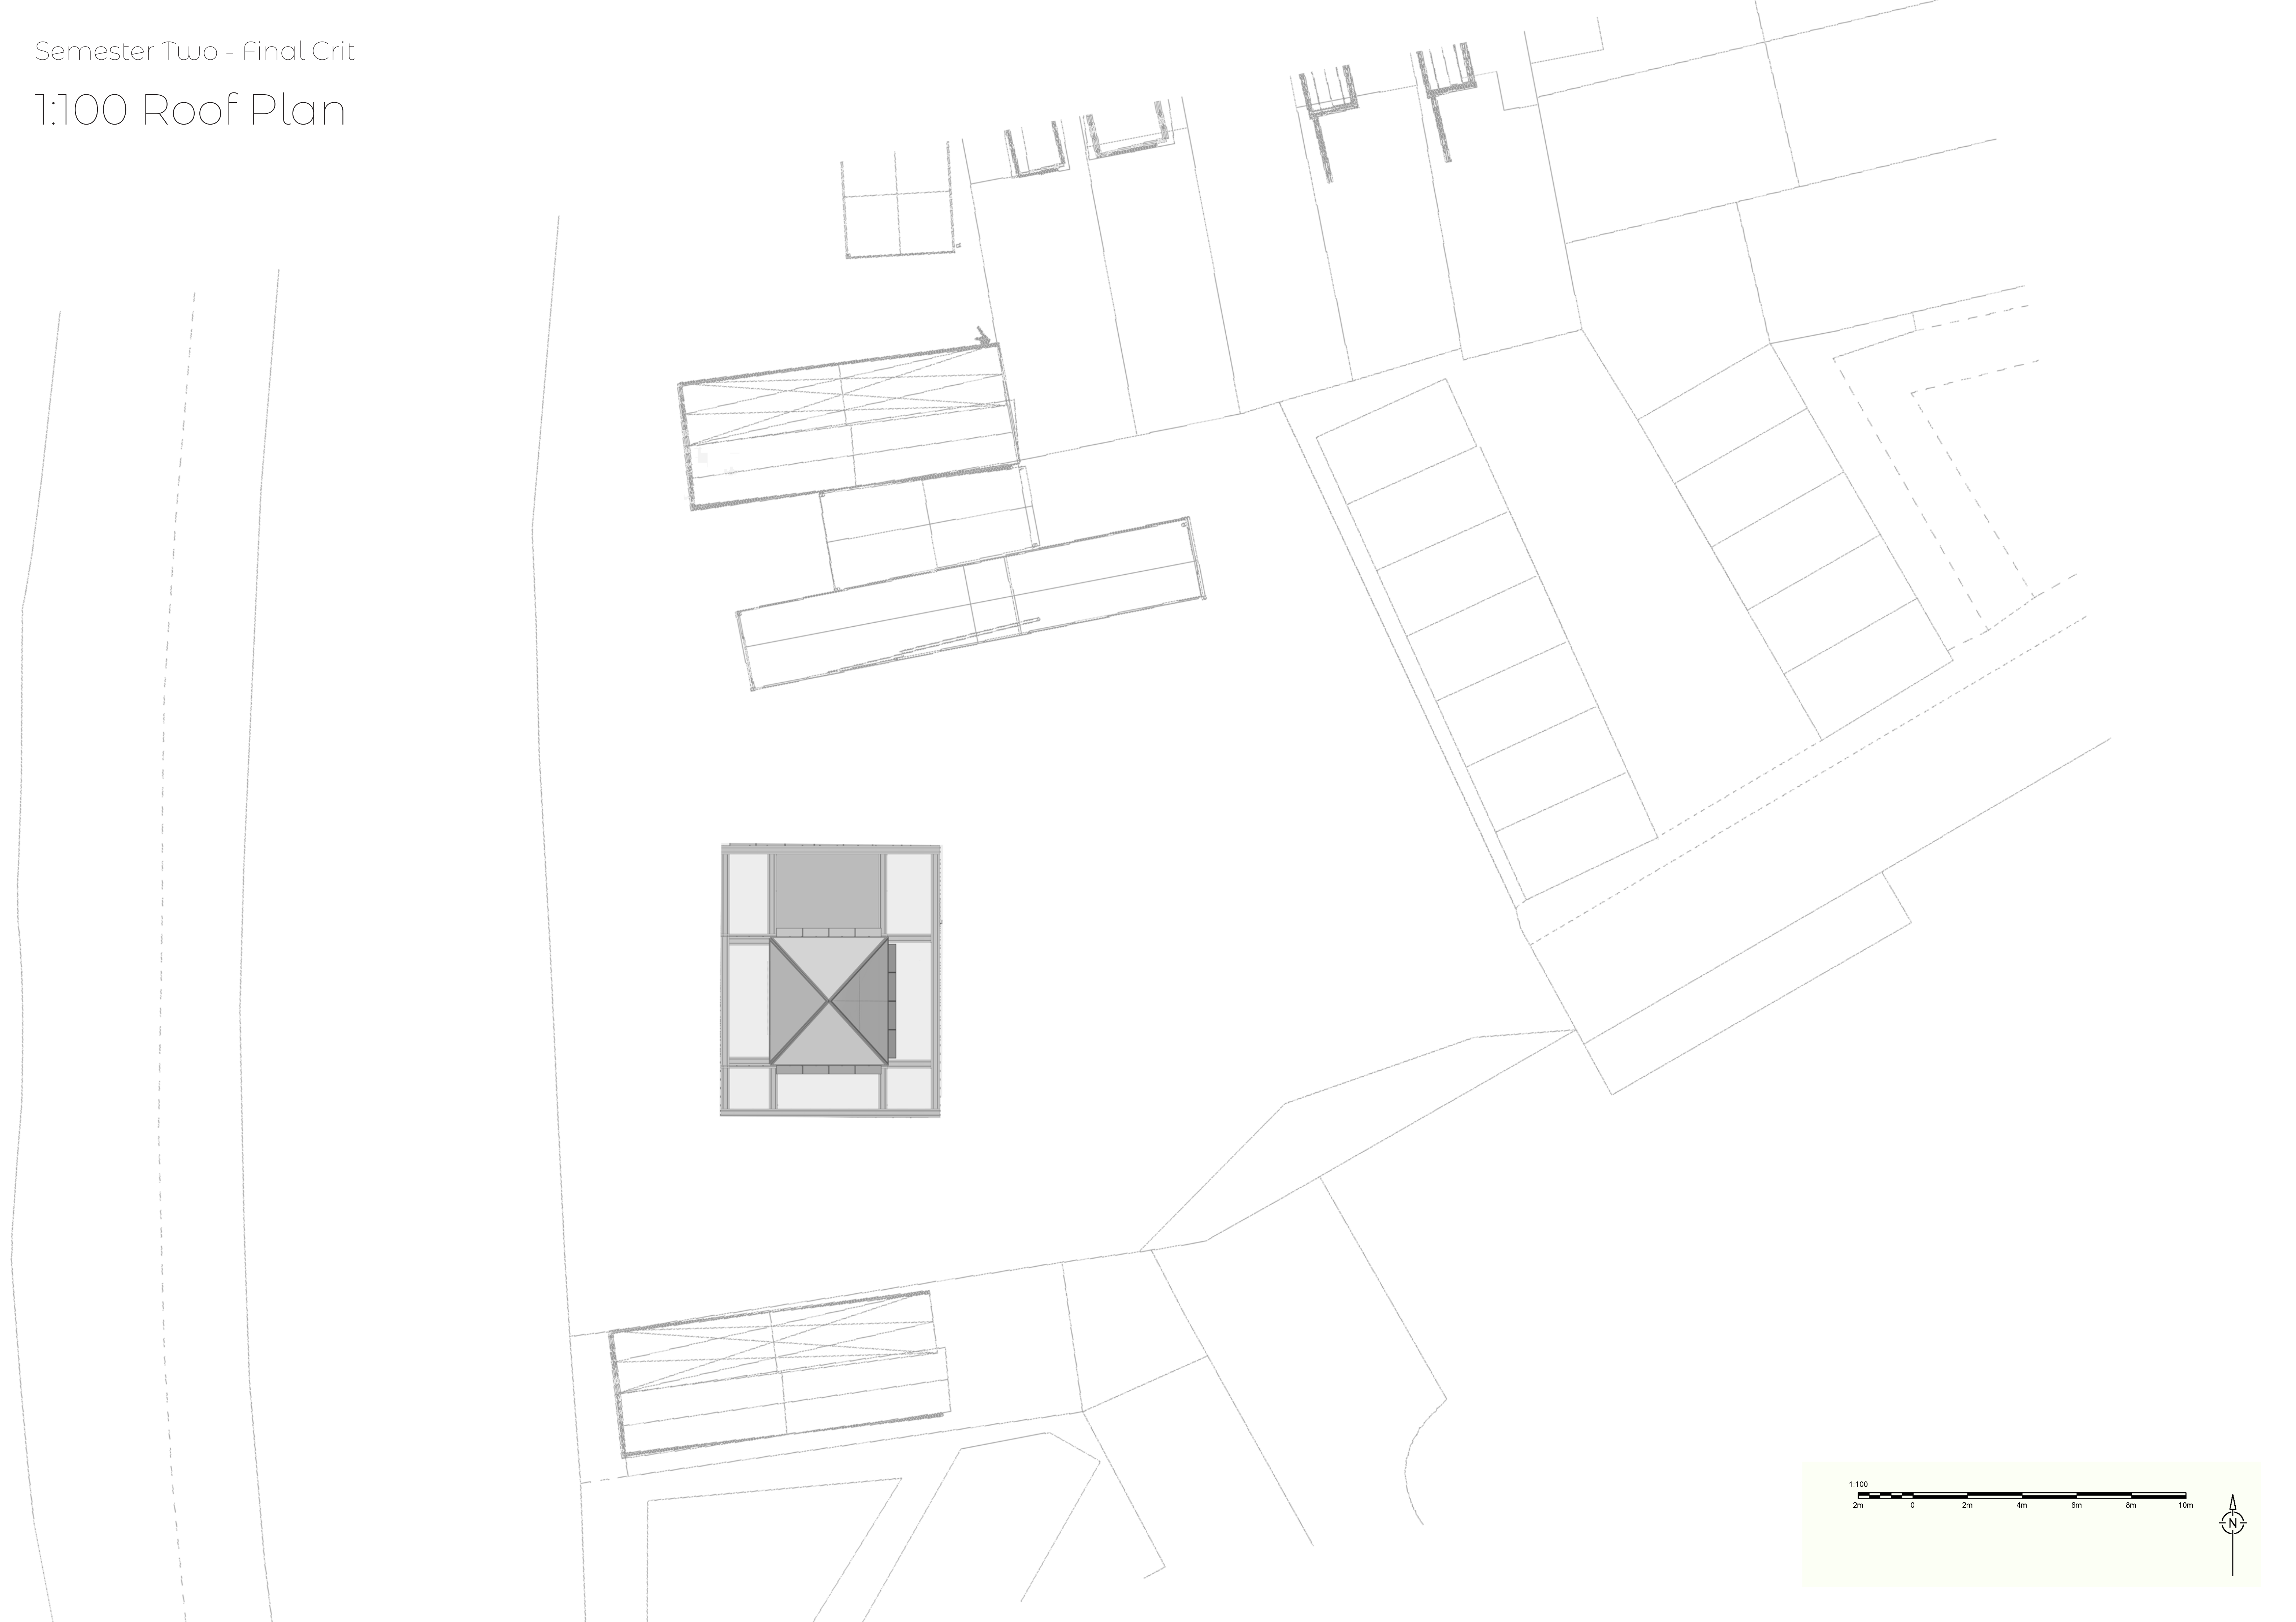 Semester Two - Final Crit
1:100 Roof Plan
1:100
2m 0 2m 4m 6m 8m 10m
N